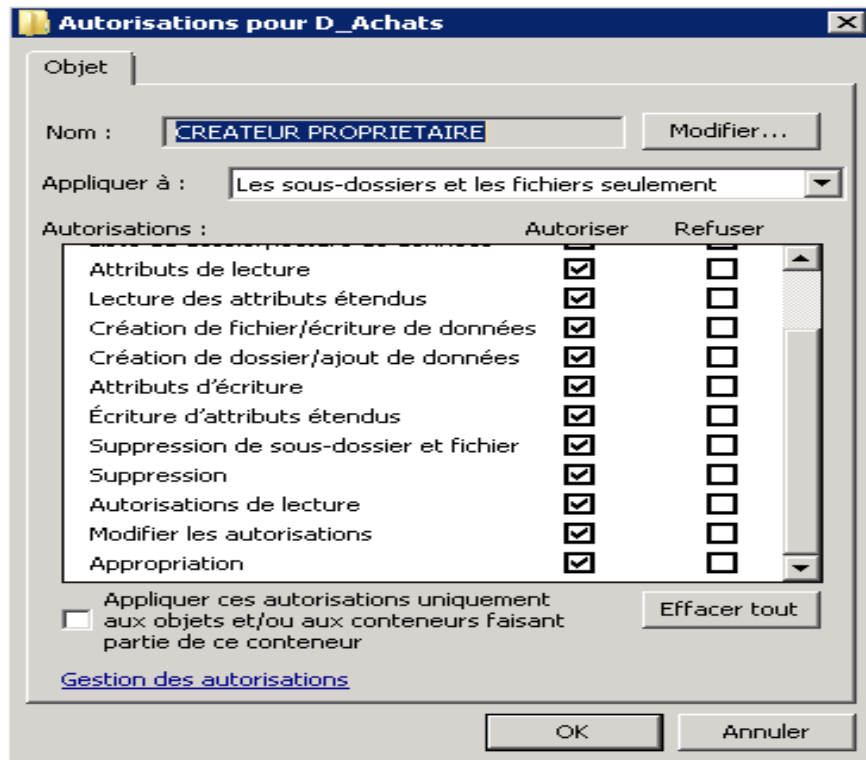 Autorisations pour D_Achats
Objet
Nom : CREATEUR PROPRIETAIRE Modifier...
Appliquer à : Les sous-dossiers et les fichiers seulement
Autorisations : Autoriser Refuser
Attributs de lecture
Lecture des attributs étendus
Création de fichier/écriture de données
Création de dossier/ajout de données
Attributs d'écriture
Écriture d'attributs étendus
Suppression de sous-dossier et fichier
Suppression
Autorisations de lecture
Modifier les autorisations
Appropriation
Appliquer ces autorisations uniquement
aux objets et/ou aux conteneurs faisant
partie de ce conteneur
Effacer tout
Gestion des autorisations
OK Annuler